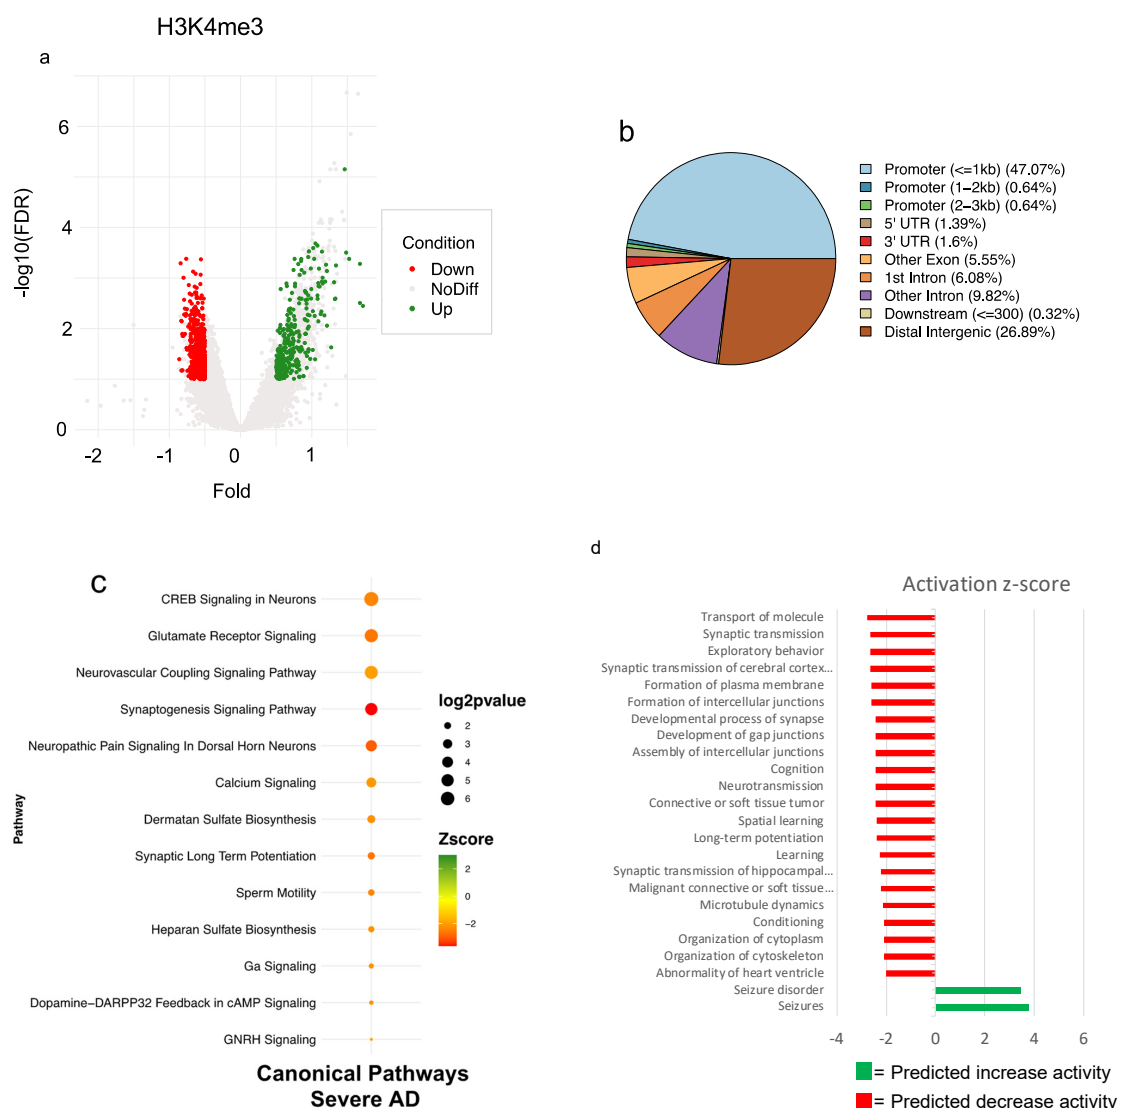 H3K4me3
a
6
4
2
0
-log10(FDR)
-2
-1
0
1
Fold
Condition
Down
NoDiff
Up
b
Promoter (<=1kb) (47.07%)
Promoter (1−2kb) (0.64%)
Promoter (2−3kb) (0.64%)
5' UTR (1.39%)
3' UTR (1.6%)
Other Exon (5.55%)
1st Intron (6.08%)
Other Intron (9.82%)
Downstream (<=300) (0.32%)
Distal Intergenic (26.89%)
c
Pathway
CREB Signaling in Neurons
Glutamate Receptor Signaling
Neurovascular Coupling Signaling Pathway
Synaptogenesis Signaling Pathway
Neuropathic Pain Signaling In Dorsal Horn Neurons
Calcium Signaling
Dermatan Sulfate Biosynthesis
Synaptic Long Term Potentiation
Sperm Motility
Heparan Sulfate Biosynthesis
Ga Signaling
Dopamine−DARPP32 Feedback in cAMP Signaling
GNRH Signaling
Canonical Pathways
Severe AD
log2pvalue
2
3
4
5
6
Zscore
2
0
−2
d
Activation z-score
Transport of molecule
Synaptic transmission
Exploratory behavior
Synaptic transmission of cerebral cortex...
Formation of plasma membrane
Formation of intercellular junctions
Developmental process of synapse
Development of gap junctions
Assembly of intercellular junctions
Cognition
Neurotransmission
Connective or soft tissue tumor
Spatial learning
Long-term potentiation
Learning
Synaptic transmission of hippocampal...
Malignant connective or soft tissue...
Microtubule dynamics
Conditioning
Organization of cytoplasm
Organization of cytoskeleton
Abnormality of heart ventricle
Seizure disorder
Seizures
-4
-2
0
2
4
6
= Predicted increase activity
= Predicted decrease activity